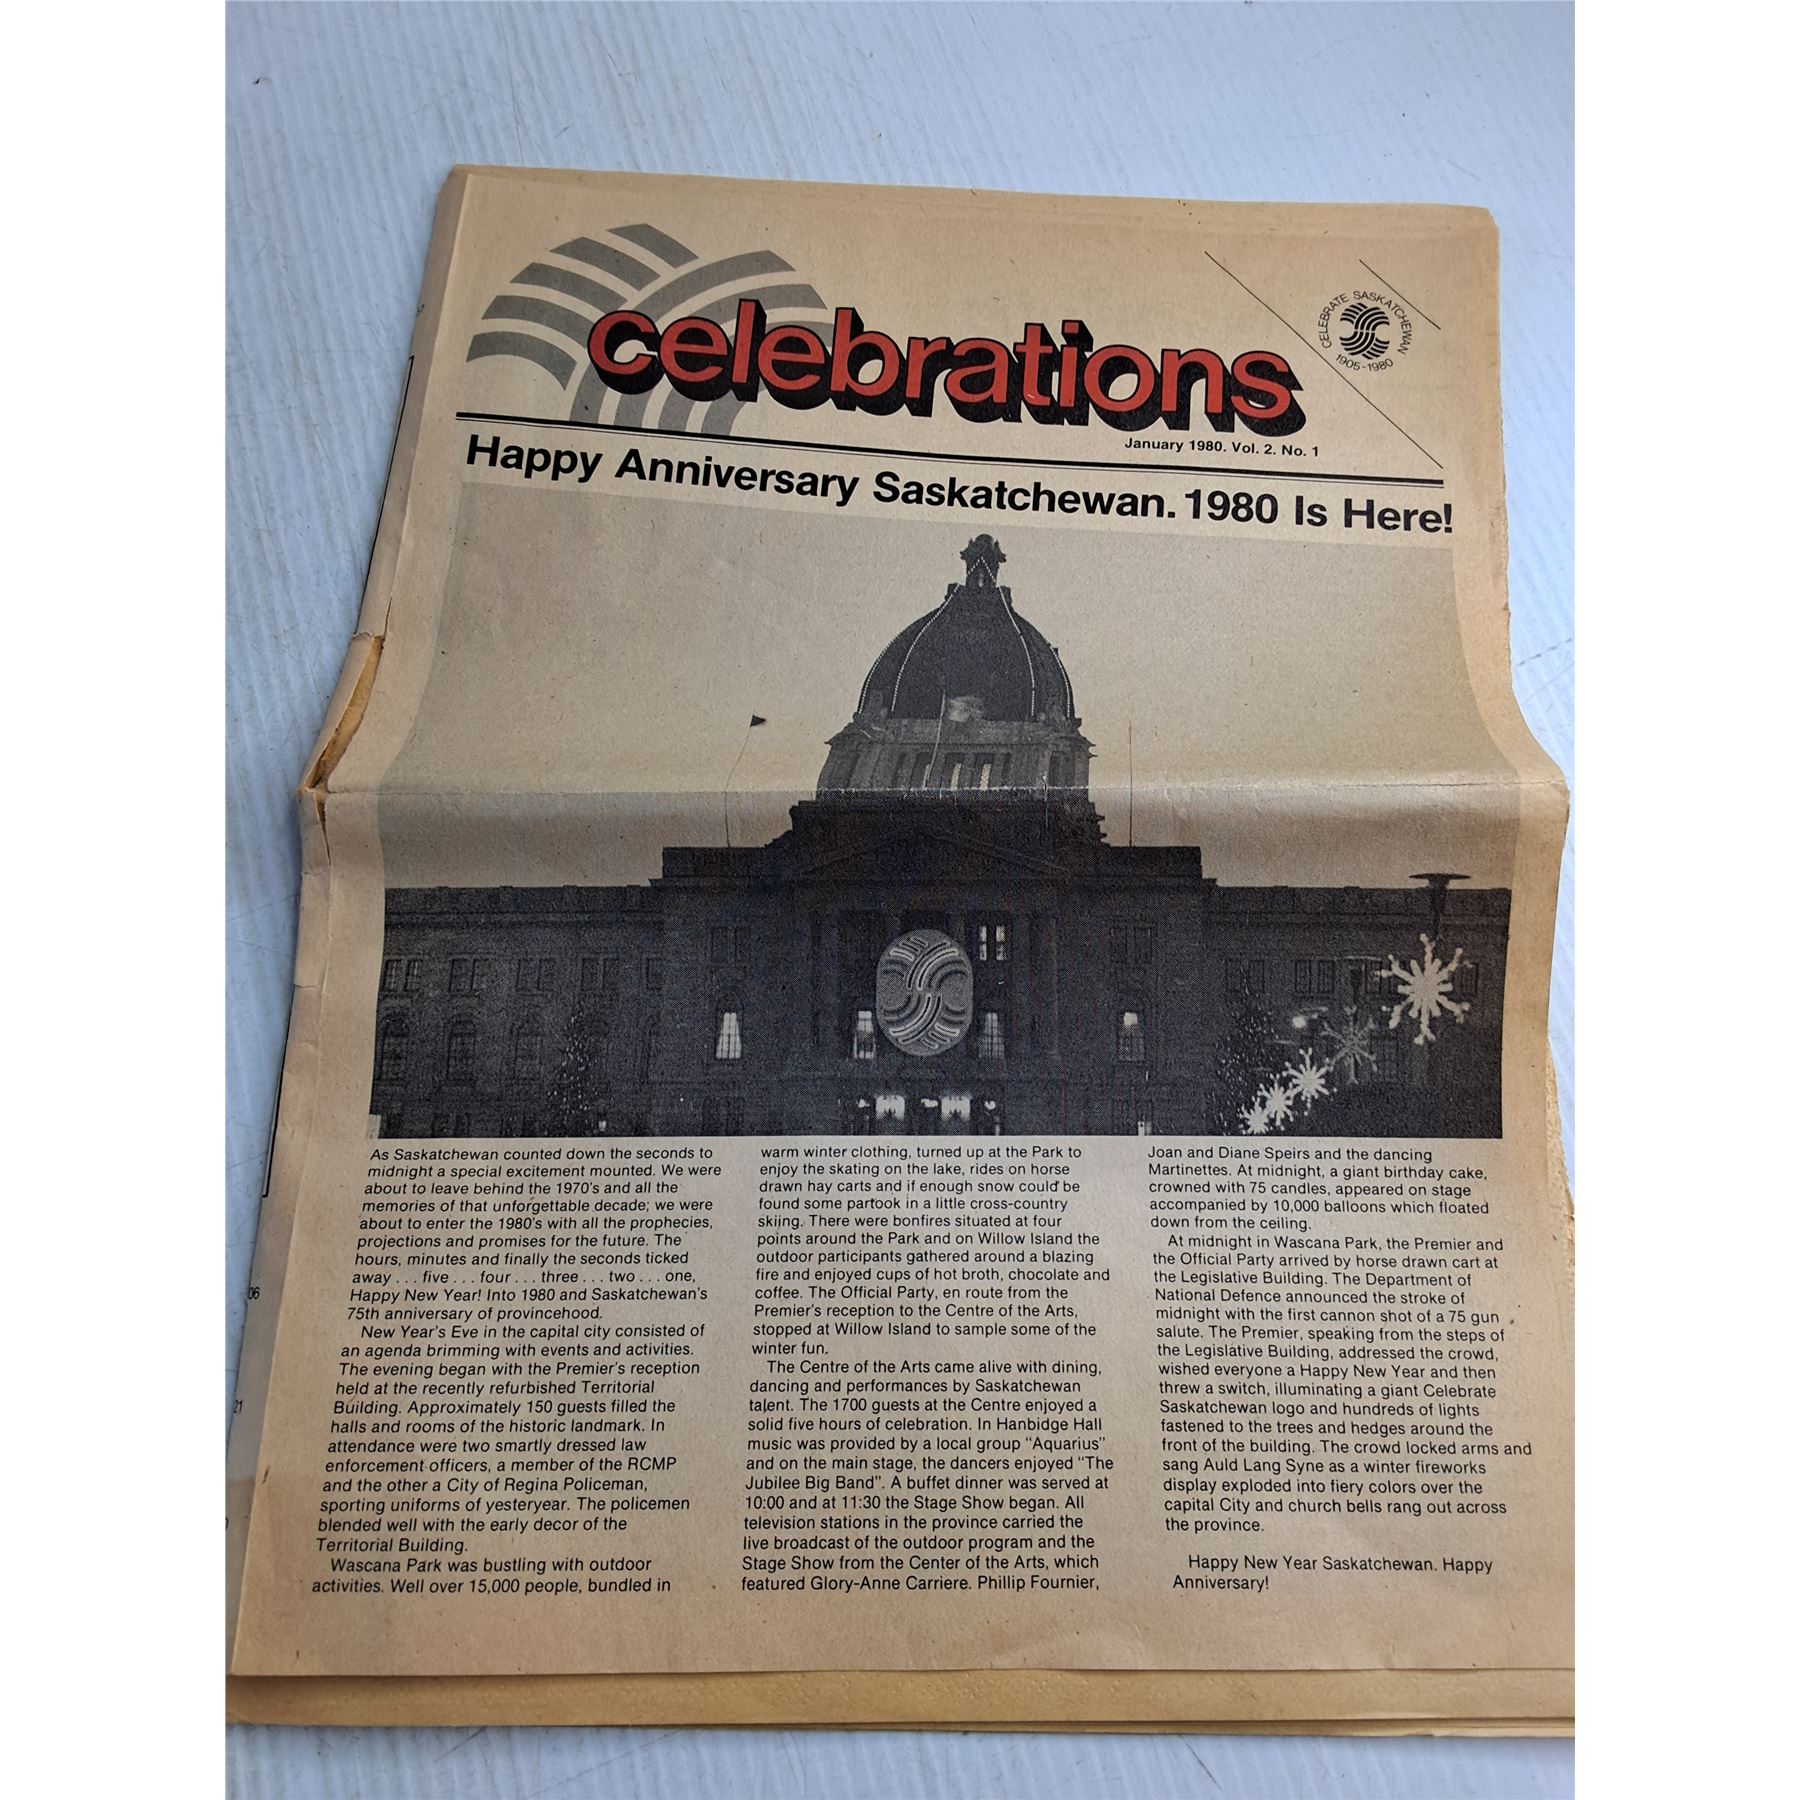 celebrations
CELEBRATE SASKATCHEWAN
1905-1980
January 1980. Vol. 2. No. 1
Happy Anniversary Saskatchewan. 1980 Is Here!
As Saskatchewan counted down the seconds to
midnight a special excitement mounted. We were
about to leave behind the 1970's and all the
memories of that unforgettable decade; we were
about to enter the 1980's with all the prophecies,
projections and promises for the future. The
hours, minutes and finally the seconds ticked
away . . . five . . . four . . . three . . . two . . . one,
Happy New Year! Into 1980 and Saskatchewan's
75th anniversary of provincehood.
New Year's Eve in the capital city consisted of
an agenda brimming with events and activities.
The evening began with the Premier's reception
held at the recently refurbished Territorial
Building. Approximately 150 guests filled the
halls and rooms of the historic landmark. In
attendance were two smartly dressed law
enforcement officers, a member of the RCMP
and the other a City of Regina Policeman,
sporting uniforms of yesteryear. The policemen
blended well with the early decor of the
Territorial Building.
Wascana Park was bustling with outdoor
activities. Well over 15,000 people, bundled in
warm winter clothing, turned up at the Park to
enjoy the skating on the lake, rides on horse
drawn hay carts and if enough snow could be
found some partook in a little cross-country
skiing. There were bonfires situated at four
points around the Park and on Willow Island the
outdoor participants gathered around a blazing
fire and enjoyed cups of hot broth, chocolate and
coffee. The Official Party, en route from the
Premier's reception to the Centre of the Arts,
stopped at Willow Island to sample some of the
winter fun.
The Centre of the Arts came alive with dining,
dancing and performances by Saskatchewan
talent. The 1700 guests at the Centre enjoyed a
solid five hours of celebration. In Hanbidge Hall
music was provided by a local group "Aquarius"
and on the main stage, the dancers enjoyed "The
Jubilee Big Band". A buffet dinner was served at
10:00 and at 11:30 the Stage Show began. All
television stations in the province carried the
live broadcast of the outdoor program and the
Stage Show from the Center of the Arts, which
featured Glory-Anne Carriere. Phillip Fournier,
Joan and Diane Speirs and the dancing
Martinettes. At midnight, a giant birthday cake,
crowned with 75 candles, appeared on stage
accompanied by 10,000 balloons which floated
down from the ceiling.
At midnight in Wascana Park, the Premier and
the Official Party arrived by horse drawn cart at
the Legislative Building. The Department of
National Defence announced the stroke of
midnight with the first cannon shot of a 75 gun
salute. The Premier, speaking from the steps of
the Legislative Building, addressed the crowd,
wished everyone a Happy New Year and then
threw a switch, illuminating a giant Celebrate
Saskatchewan logo and hundreds of lights
fastened to the trees and hedges around the
front of the building. The crowd locked arms and
sang Auld Lang Syne as a winter fireworks
display exploded into fiery colors over the
capital City and church bells rang out across
the province.
Happy New Year Saskatchewan. Happy
Anniversary!
06
21